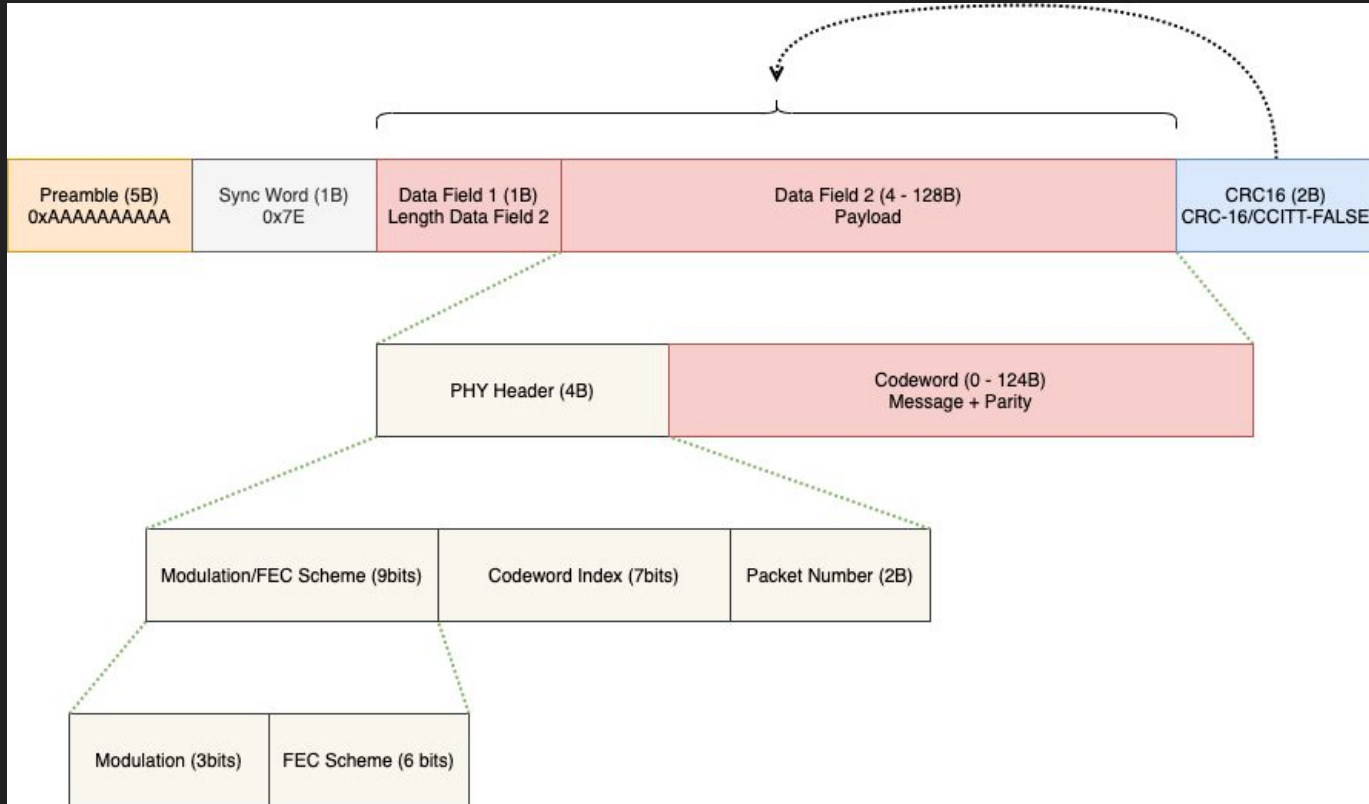 Preamble (5B)
0xAAAAAAAAAA
Sync Word (1B)
0x7E
Data Field 1 (1B)
Length Data Field 2
Data Field 2 (4 - 128B)
Payload
CRC16 (2B)
CRC-16/CCITT-FALSE
PHY Header (4B)
Codeword (0 - 124B)
Message + Parity
Modulation/FEC Scheme (9bits)
Codeword Index (7bits)
Packet Number (2B)
Modulation (3bits)
FEC Scheme (6 bits)